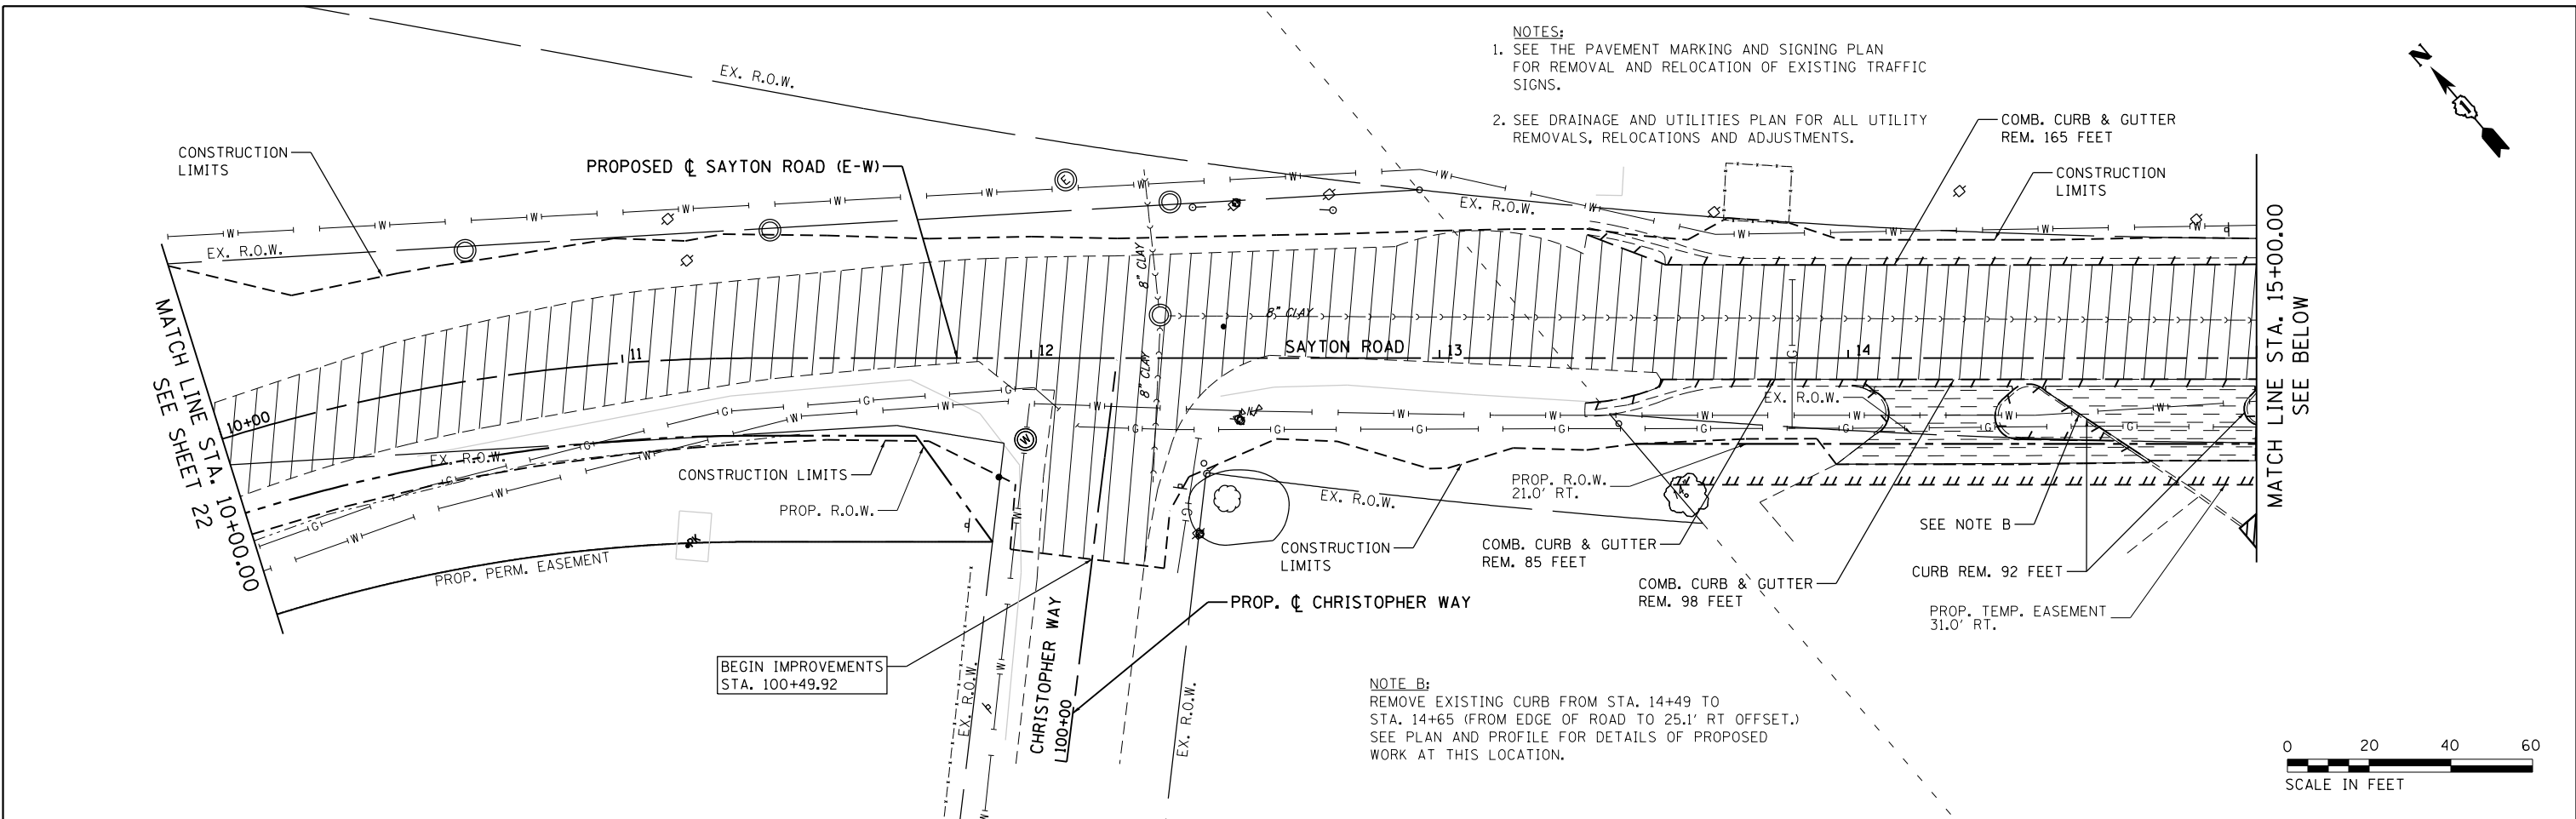 NOTES:
1. SEE THE PAVEMENT MARKING AND SIGNING PLAN
FOR REMOVAL AND RELOCATION OF EXISTING TRAFFIC
SIGNS.
2. SEE DRAINAGE AND UTILITIES PLAN FOR ALL UTILITY
REMOVALS, RELOCATIONS AND ADJUSTMENTS.
N
EX. R.O.W.
CONSTRUCTION
LIMITS
PROPOSED ℄ SAYTON ROAD (E-W)
E
COMB. CURB & GUTTER
REM. 165 FEET
CONSTRUCTION
LIMITS
EX. R.O.W.
EX. R.O.W.
8" CLAY
8" CLAY
8" CLAY
SAYTON ROAD
10+00
11
12
13
14
MATCH LINE STA. 10+00.00
SEE SHEET 22
MATCH LINE STA. 15+00.00
SEE BELOW
EX. R.O.W.
EX. R.O.W.
W
CONSTRUCTION LIMITS
PROP. R.O.W.
PROP. PERM. EASEMENT
EX. R.O.W.
PROP. R.O.W.
21.0' RT.
CONSTRUCTION
LIMITS
COMB. CURB & GUTTER
REM. 85 FEET
COMB. CURB & GUTTER
REM. 98 FEET
SEE NOTE B
CURB REM. 92 FEET
PROP. TEMP. EASEMENT
31.0' RT.
PROP. ℄ CHRISTOPHER WAY
BEGIN IMPROVEMENTS
STA. 100+49.92
EX. R.O.W.
CHRISTOPHER WAY
100+00
EX. R.O.W.
NOTE B:
REMOVE EXISTING CURB FROM STA. 14+49 TO
STA. 14+65 (FROM EDGE OF ROAD TO 25.1' RT OFFSET.)
SEE PLAN AND PROFILE FOR DETAILS OF PROPOSED
WORK AT THIS LOCATION.
0 20 40 60
SCALE IN FEET